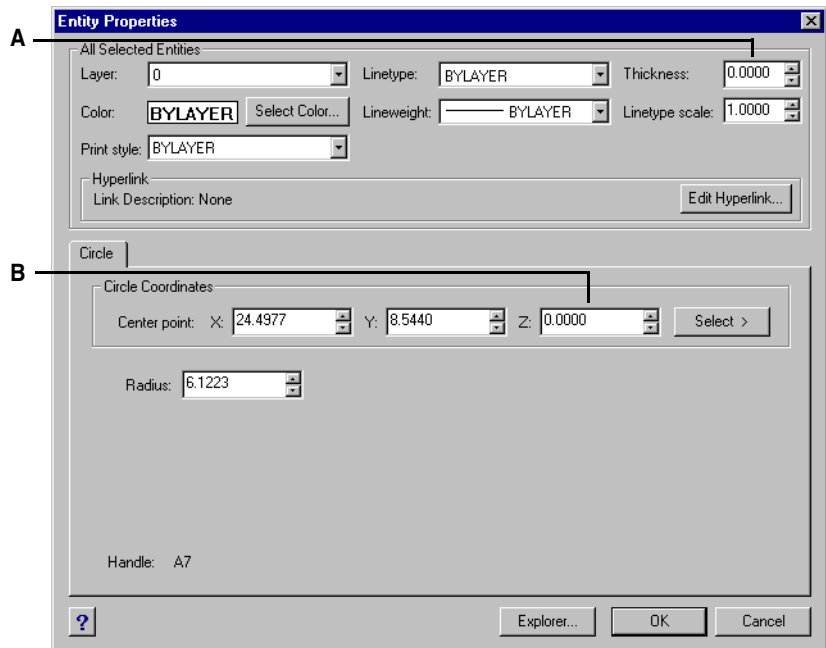 Entity Properties
A
All Selected Entities
Layer: 0 Linetype: BYLAYER Thickness: 0.0000
Color: BYLAYER Select Color... Lineweight: BYLAYER Linetype scale: 1.0000
Print style: BYLAYER
Hyperlink
Link Description: None Edit Hyperlink...
Circle
B
Circle Coordinates
Center point: X: 24.4977 Y: 8.5440 Z: 0.0000 Select >
Radius: 6.1223
Handle: A7
? Explorer... OK Cancel